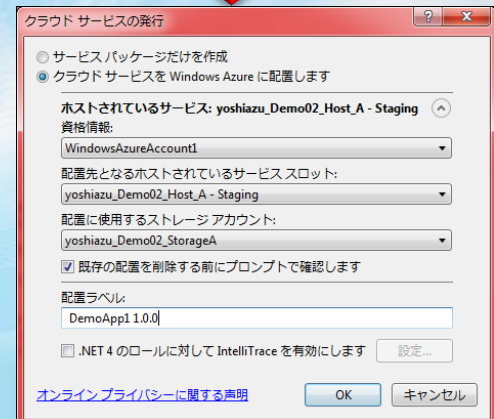 クラウド サービスの発行
サービス パッケージだけを作成
クラウド サービスを Windows Azure に配置します
ホストされているサービス: yoshiazu_Demo02_Host_A - Staging
資格情報:
WindowsAzureAccount1
配置先となるホストされているサービス スロット:
yoshiazu_Demo02_Host_A - Staging
配置に使用するストレージ アカウント:
yoshiazu_Demo02_StorageA
既存の配置を削除する前にプロンプトで確認します
配置ラベル:
DemoApp1 1.0.0
.NET 4 のロールに対して IntelliTrace を有効にします 設定...
オンライン プライバシーに関する声明 OK キャンセル